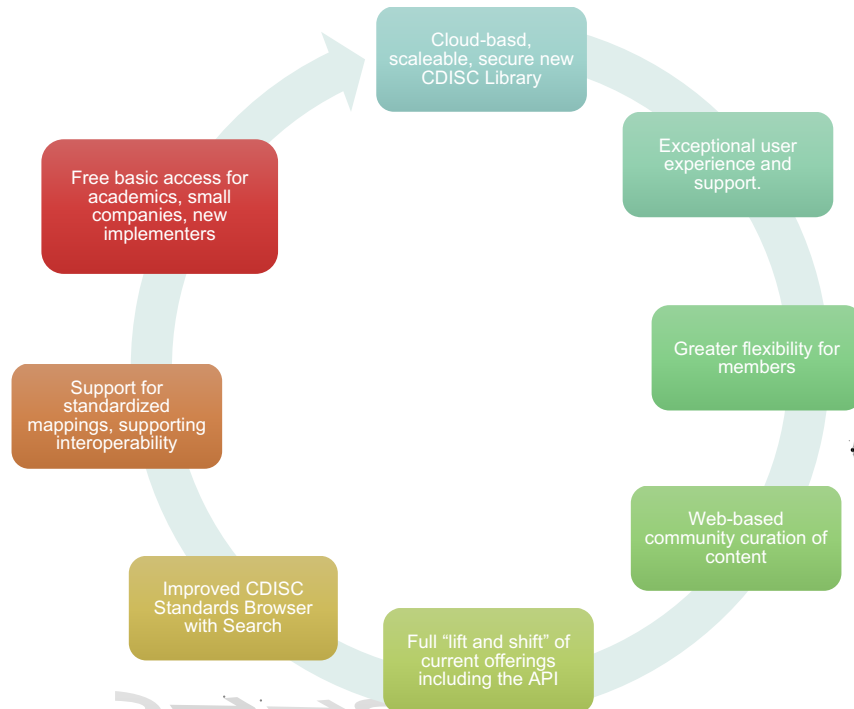 Cloud-basd,
scaleable, secure new
CDISC Library
Exceptional user
experience and
support.
Greater flexibility for
members
Web-based
community curation of
content
Full “lift and shift” of
current offerings
including the API
Improved CDISC
Standards Browser
with Search
Support for
standardized
mappings, supporting
interoperability
Free basic access for
academics, small
companies, new
implementers